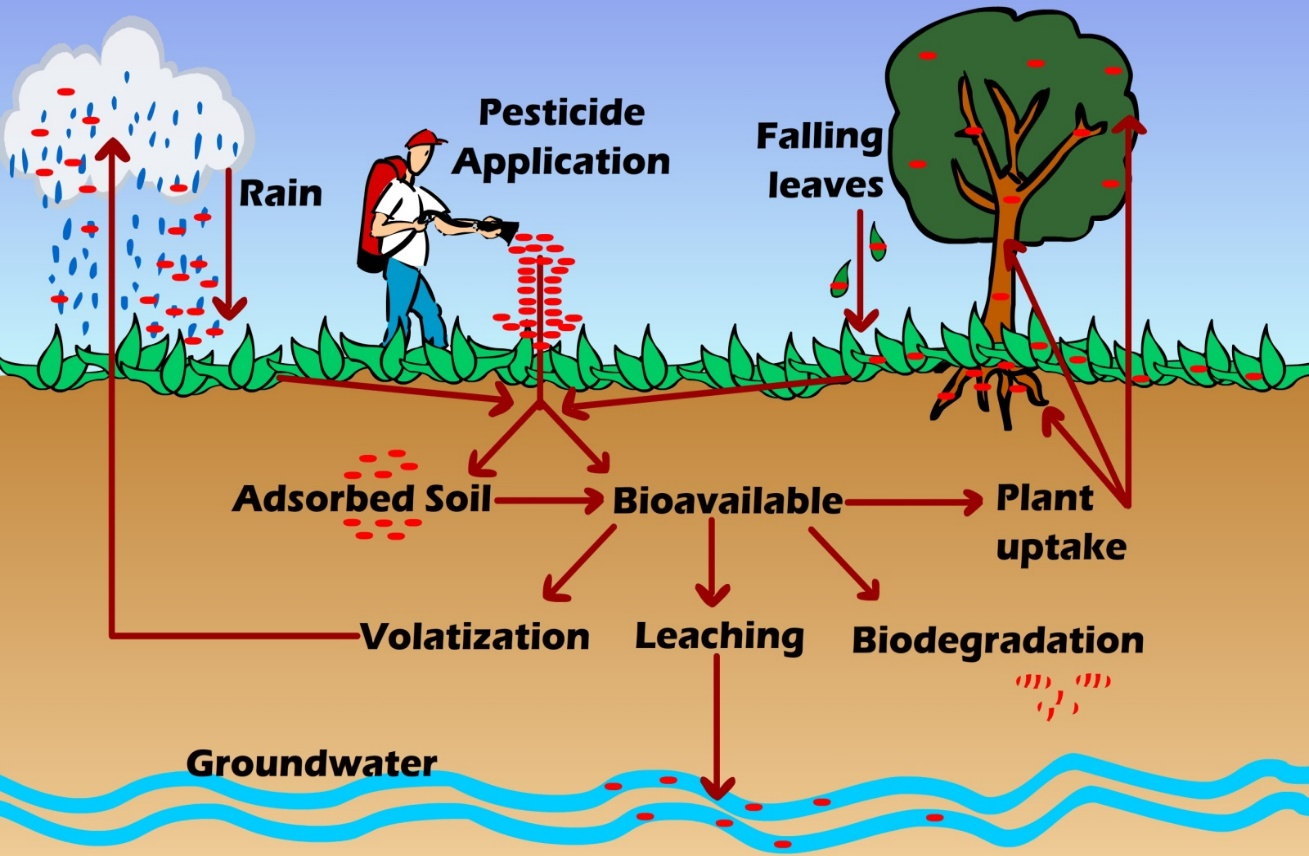 Pesticide
Application
Falling
leaves
Rain
Adsorbed Soil
Bioavailable
Plant
uptake
Volatization
Leaching
Biodegradation
Groundwater